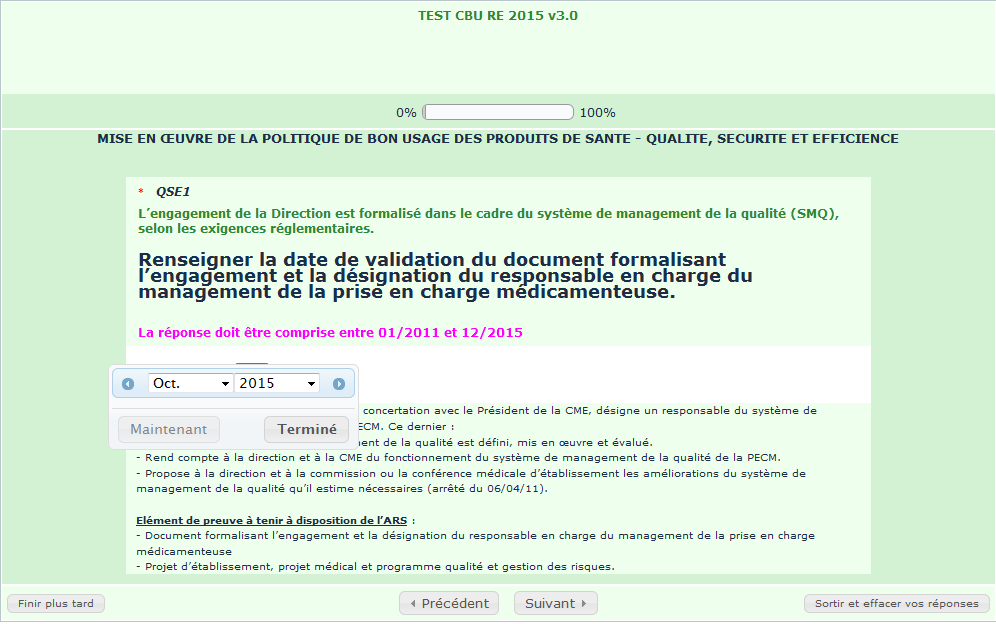 TEST CBU RE 2015 v3.0
0% 100%
MISE EN ŒUVRE DE LA POLITIQUE DE BON USAGE DES PRODUITS DE SANTE - QUALITE, SECURITE ET EFFICIENCE
* QSE1
L’engagement de la Direction est formalisé dans le cadre du système de management de la qualité (SMQ),
selon les exigences réglementaires.
Renseigner la date de validation du document formalisant
l’engagement et la désignation du responsable en charge du
management de la prise en charge médicamenteuse.
La réponse doit être comprise entre 01/2011 et 12/2015
Oct. 2015
Maintenant Terminé
concertation avec le Président de la CME, désigne un responsable du système de
ECM. Ce dernier :
ent de la qualité est défini, mis en œuvre et évalué.
- Rend compte à la direction et à la CME du fonctionnement du système de management de la qualité de la PECM.
- Propose à la direction et à la commission ou la conférence médicale d’établissement les améliorations du système de
management de la qualité qu’il estime nécessaires (arrêté du 06/04/11).
Elément de preuve à tenir à disposition de l’ARS :
- Document formalisant l’engagement et la désignation du responsable en charge du management de la prise en charge
médicamenteuse
- Projet d’établissement, projet médical et programme qualité et gestion des risques.
Finir plus tard Précédent Suivant Sortir et effacer vos réponses